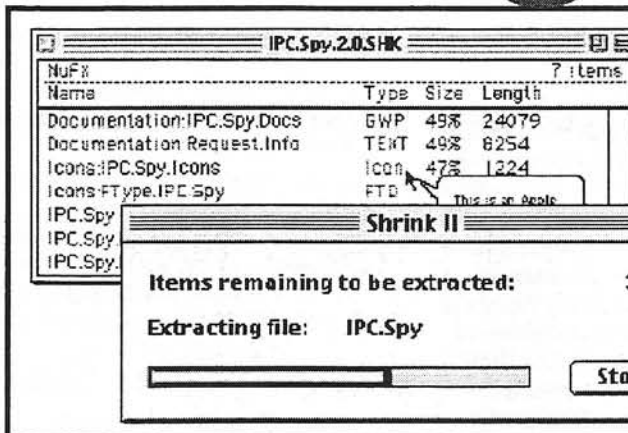 IPC.Spy.2.0.SHK
NuFX 7 items
Name Type Size Length
Documentation:IPC.Spy.Docs GWP 49% 24079
Documentation:Request.Info TEXT 49% 8254
Icons:IPC.Spy.Icons Icon 47% 1224
Icons:FType.IPC.Spy FTD
This is an Apple
IPC.Spy
IPC.Spy.
IPC.Spy.
Shrink II
Items remaining to be extracted:
Extracting file: IPC.Spy
Sto